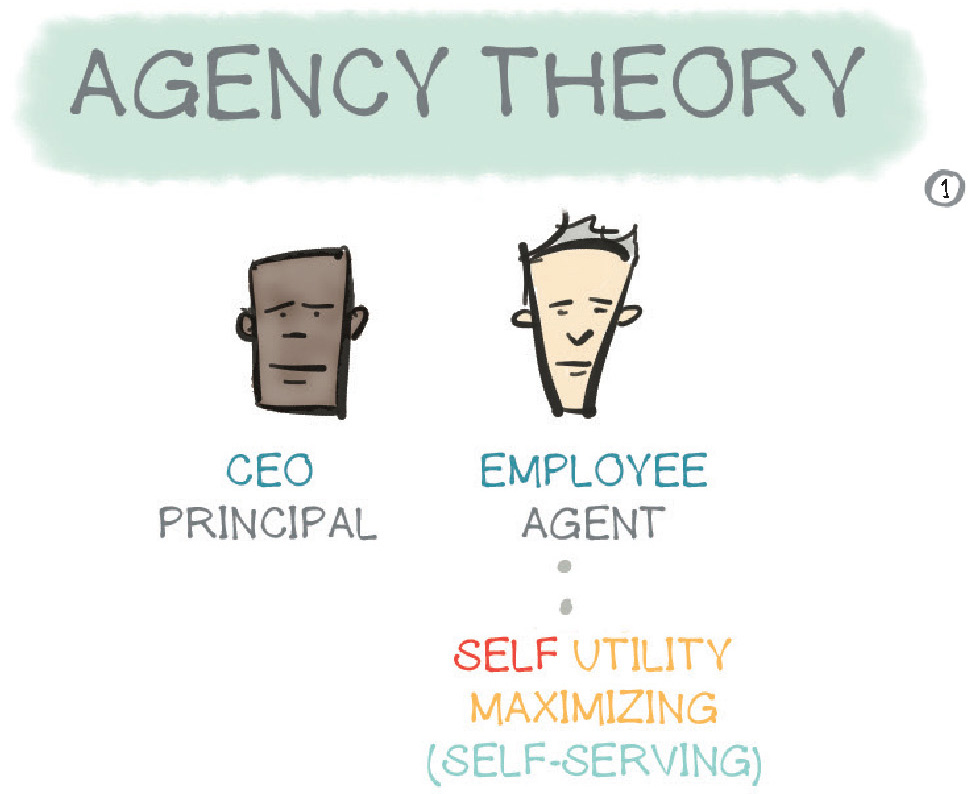 AGENCY THEORY
1
CEO
PRINCIPAL
EMPLOYEE
AGENT
SELF UTILITY
MAXIMIZING
(SELF-SERVING)